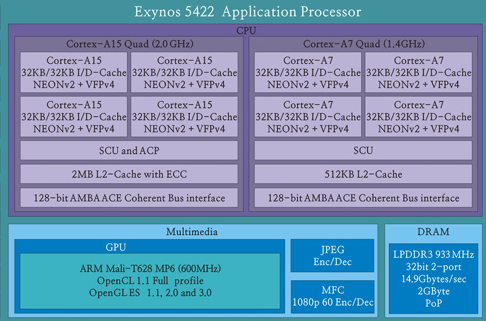 Exynos 5422 Application Processor
CPU
Cortex-A15 Quad (2.0 GHz)
Cortex-A15
32KB/32KB I/D-Cache
NEONv2 + VFPv4
Cortex-A15
32KB/32KB I/D-Cache
NEONv2 + VFPv4
Cortex-A15
32KB/32KB I/D-Cache
NEONv2 + VFPv4
Cortex-A15
32KB/32KB I/D-Cache
NEONv2 + VFPv4
SCU and ACP
2MB L2-Cache with ECC
128-bit AMBA ACE Coherent Bus interface
Cortex-A7 Quad (1,4GHz)
Cortex-A7
32KB/32KB I/D-Cache
NEONv2 + VFPv4
Cortex-A7
32KB/32KB I/D-Cache
NEONv2 + VFPv4
Cortex-A7
32KB/32KB I/D-Cache
NEONv2 + VFPv4
Cortex-A7
32KB/32KB I/D-Cache
NEONv2 + VFPv4
SCU
512KB L2-Cache
128-bit AMBA ACE Coherent Bus interface
Multimedia
GPU
ARM Mali-T628 MP6 (600MHz)
OpenCL 1.1 Full profile
OpenGL ES 1.1, 2.0 and 3.0
JPEG
Enc/Dec
MFC
1080p 60 Enc/Dec
DRAM
LPDDR3 933 MHz
32bit 2-port
14,9Gbytes/sec
2GByte
PoP